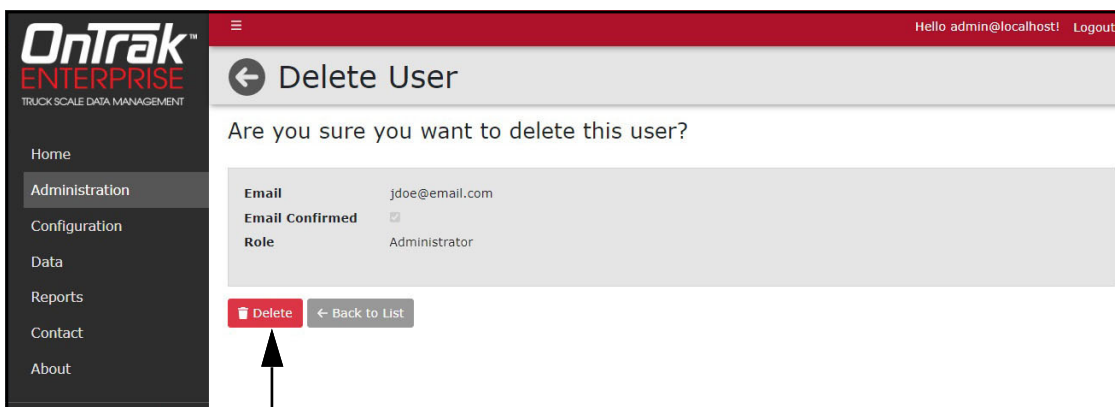 OnTrak™
ENTERPRISE
TRUCK SCALE DATA MANAGEMENT
Home
Administration
Configuration
Data
Reports
Contact
About
Hello admin@localhost! Logout
Delete User
Are you sure you want to delete this user?
Email jdoe@email.com
Email Confirmed
Role Administrator
Delete ← Back to List